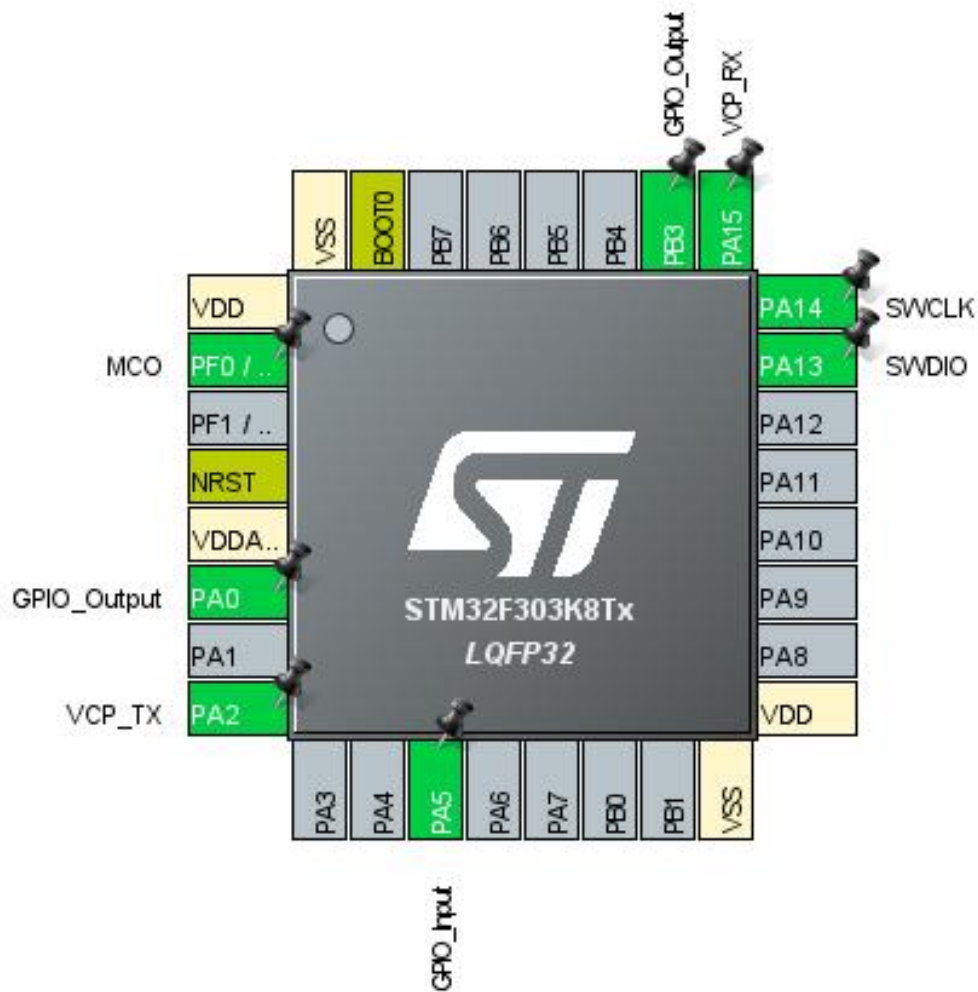 GPIO_Output
VCP_RX
VSS
BOOT0
PB7
PB6
PB5
PB4
PB3
PA15
VDD
MCO
PF0 / ..
PF1 / ..
NRST
VDDA..
GPIO_Output
PA0
PA1
VCP_TX
PA2
PA14
SWCLK
PA13
SWDIO
PA12
PA11
PA10
PA9
PA8
VDD
ST
STM32F303K8Tx
LQFP32
PA3
PA4
PA5
PA6
PA7
PB0
PB1
VSS
GPIO_Input